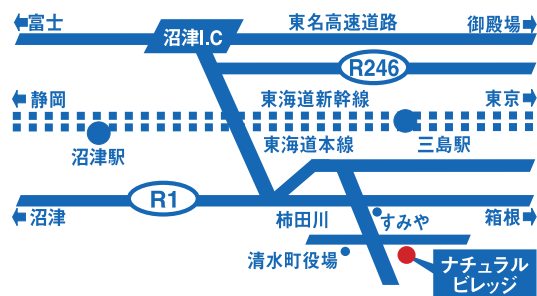 富士
沼津I.C
東名高速道路
御殿場
R246
静岡
東海道新幹線
東京
沼津駅
東海道本線
三島駅
R1
沼津
柿田川
すみや
箱根
清水町役場
ナチュラル
ビレッジ